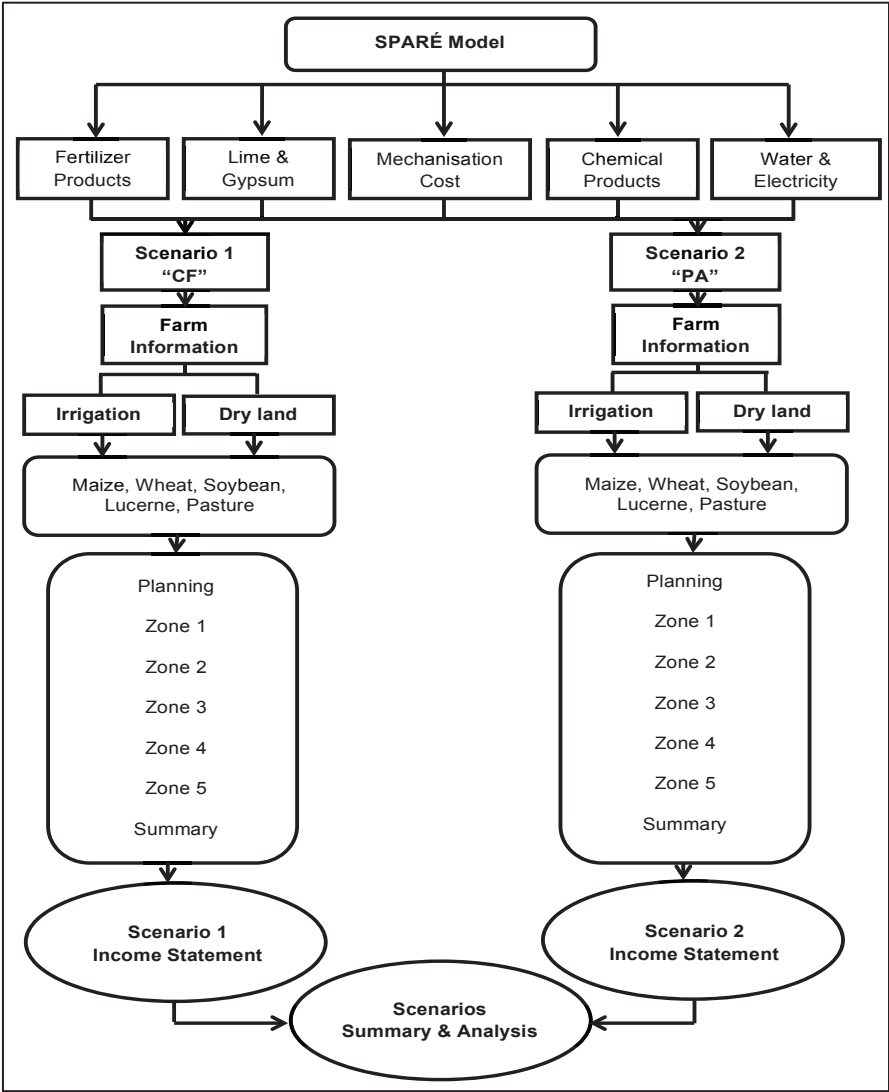 SPARÉ Model
Fertilizer
Products
Lime &
Gypsum
Mechanisation
Cost
Chemical
Products
Water &
Electricity
Scenario 1
“CF”
Scenario 2
“PA”
Farm
Information
Farm
Information
Irrigation
Dry land
Irrigation
Dry land
Maize, Wheat, Soybean,
Lucerne, Pasture
Maize, Wheat, Soybean,
Lucerne, Pasture
Planning
Zone 1
Zone 2
Zone 3
Zone 4
Zone 5
Summary
Planning
Zone 1
Zone 2
Zone 3
Zone 4
Zone 5
Summary
Scenario 1
Income Statement
Scenario 2
Income Statement
Scenarios
Summary & Analysis